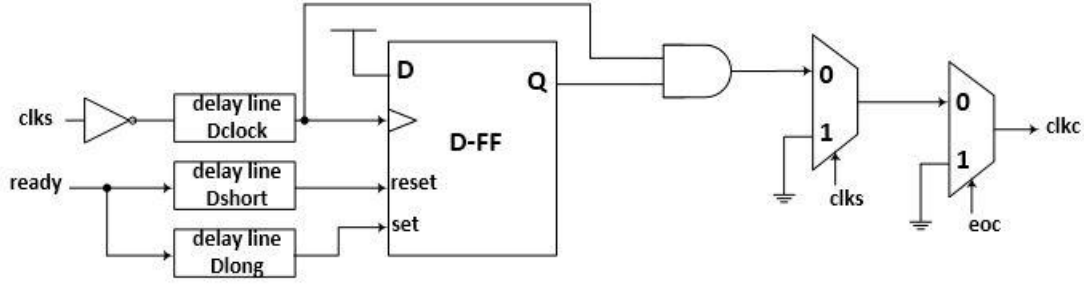 clks
delay line
Dclock
ready
delay line
Dshort
delay line
Dlong
D
Q
D-FF
reset
set
0
1
clks
0
1
eoc
clkc